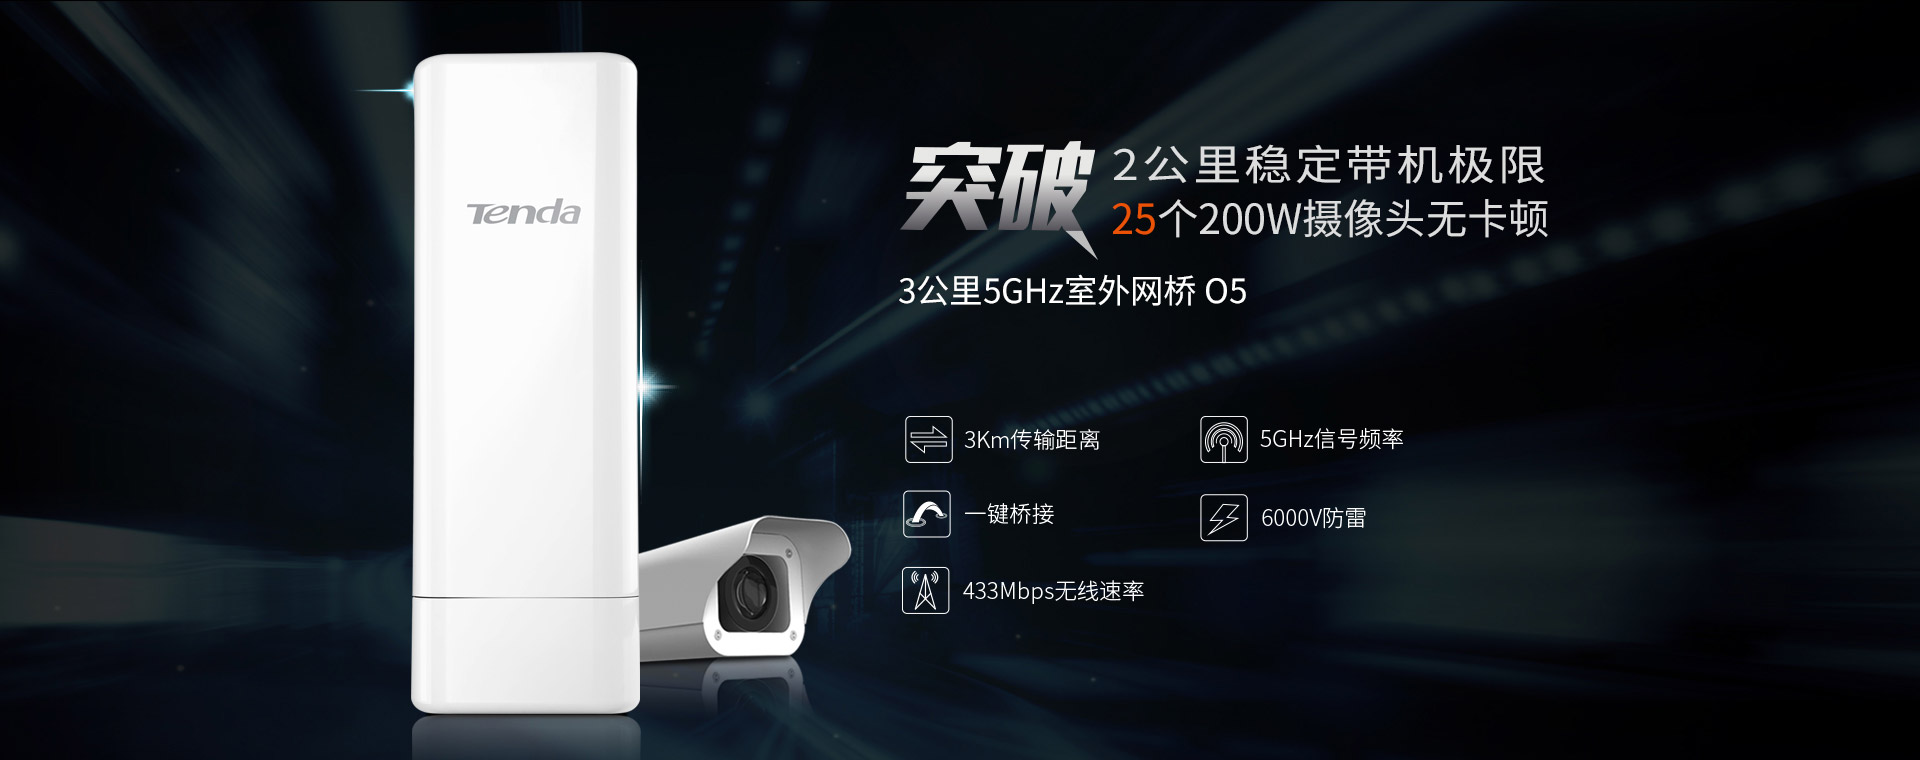 Tenda
突破
2公里稳定带机极限
25个200W摄像头无卡顿
3公里5GHz室外网桥 O5
3Km传输距离
5GHz信号频率
一键桥接
6000V防雷
433Mbps无线速率